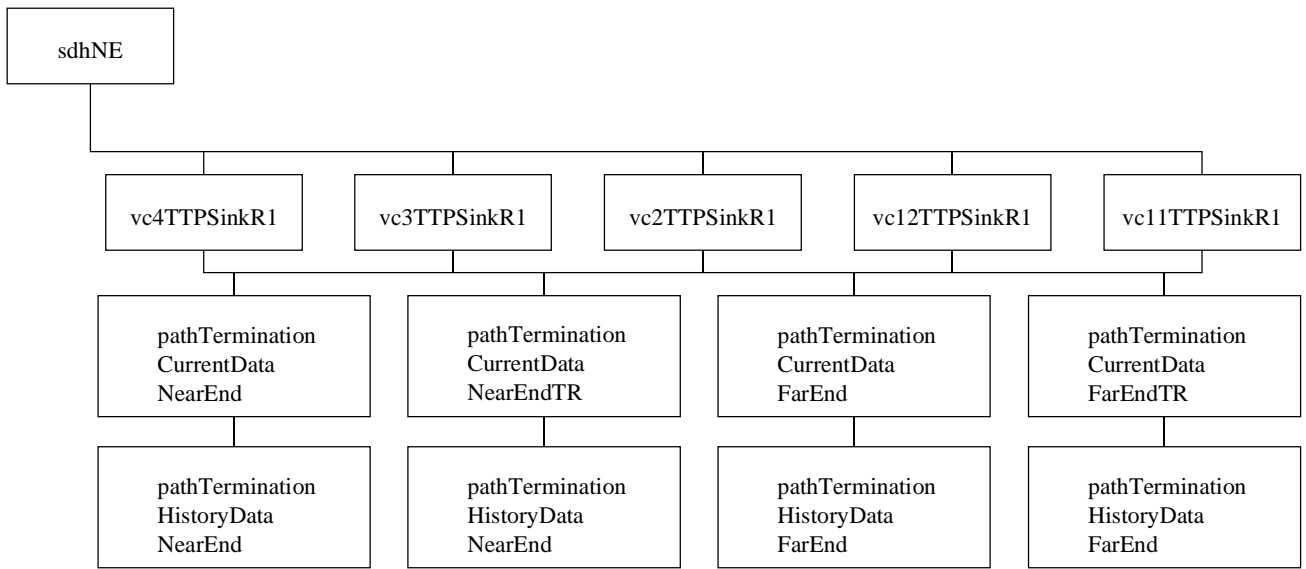 sdhNE
vc4TTPSinkR1
vc3TTPSinkR1
vc2TTPSinkR1
vc12TTPSinkR1
vc11TTPSinkR1
pathTermination
CurrentData
NearEnd
pathTermination
CurrentData
NearEndTR
pathTermination
CurrentData
FarEnd
pathTermination
CurrentData
FarEndTR
pathTermination
HistoryData
NearEnd
pathTermination
HistoryData
NearEnd
pathTermination
HistoryData
FarEnd
pathTermination
HistoryData
FarEnd